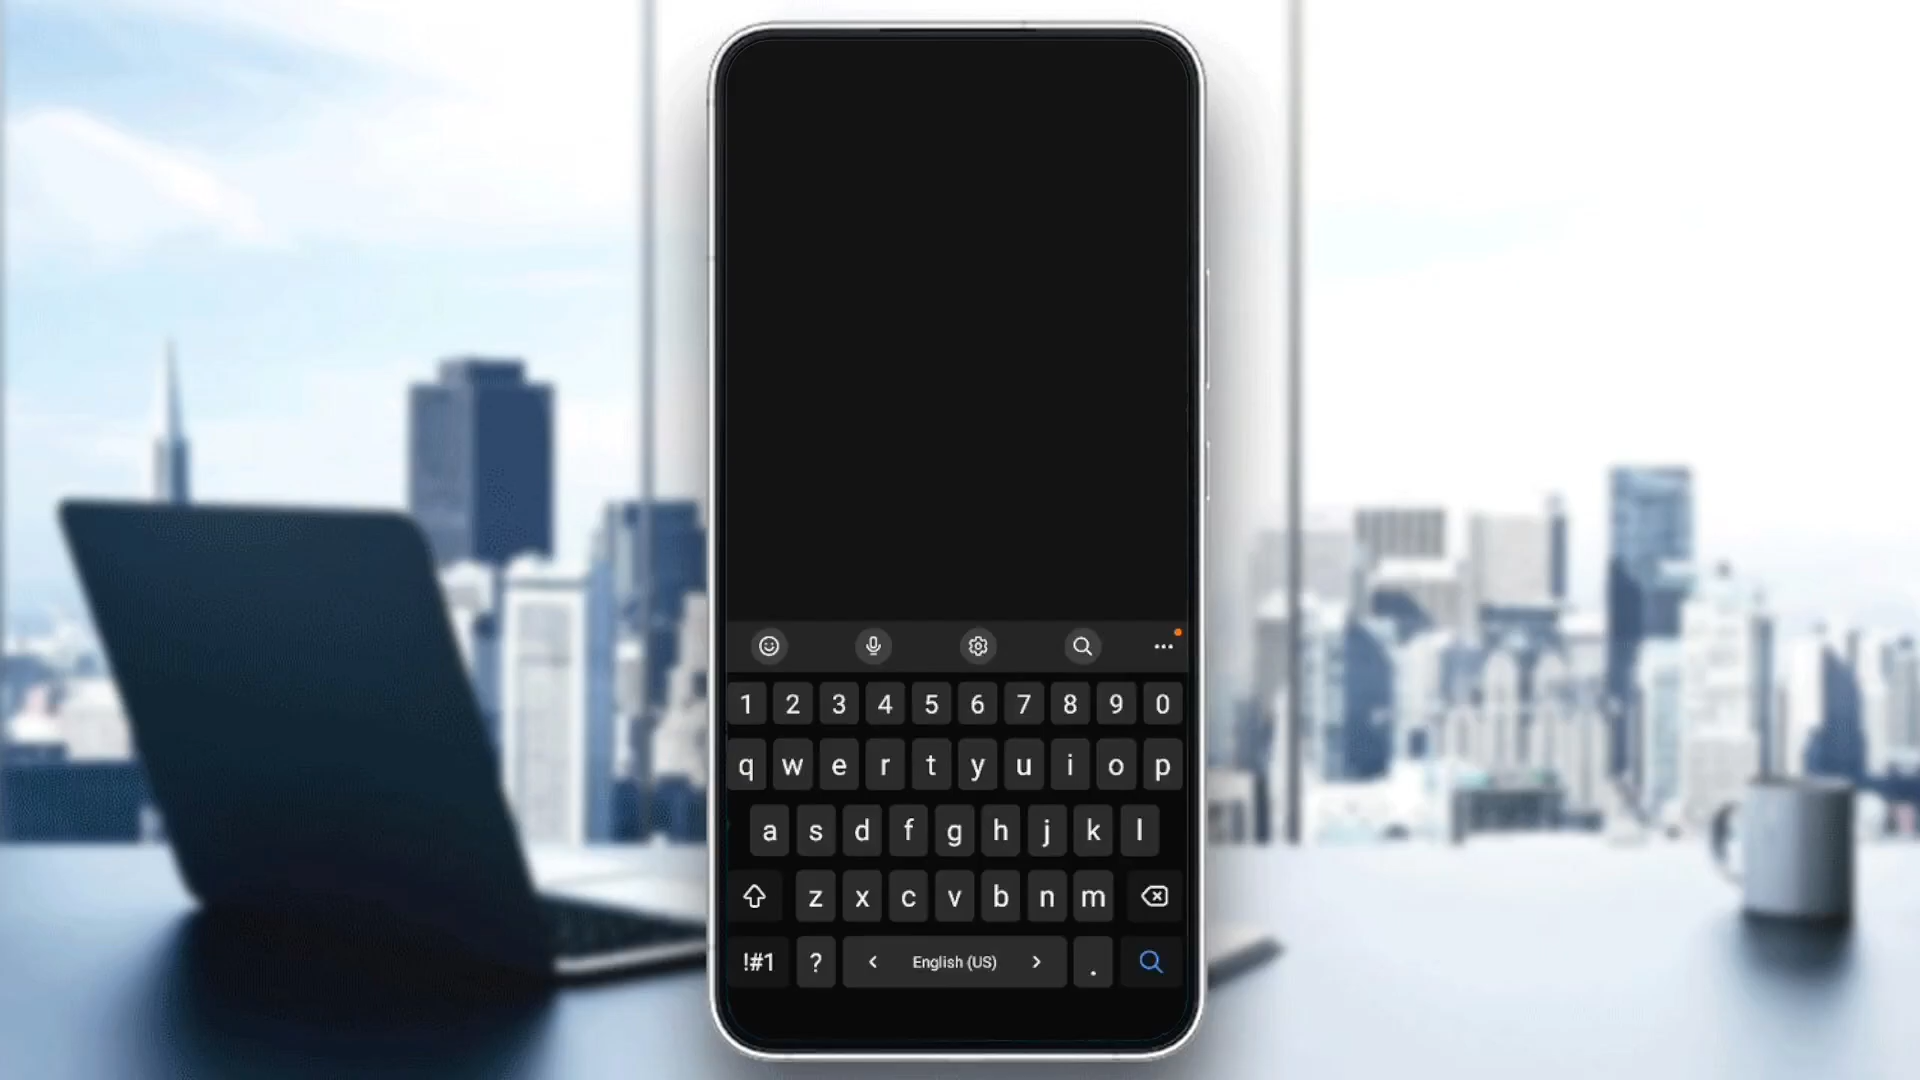 1 2 3 4 5 6 7 8 9 0
q w e r t y u i o p
a s d f g h j k l
z x c v b n m
!#1 ? < English (US) > .